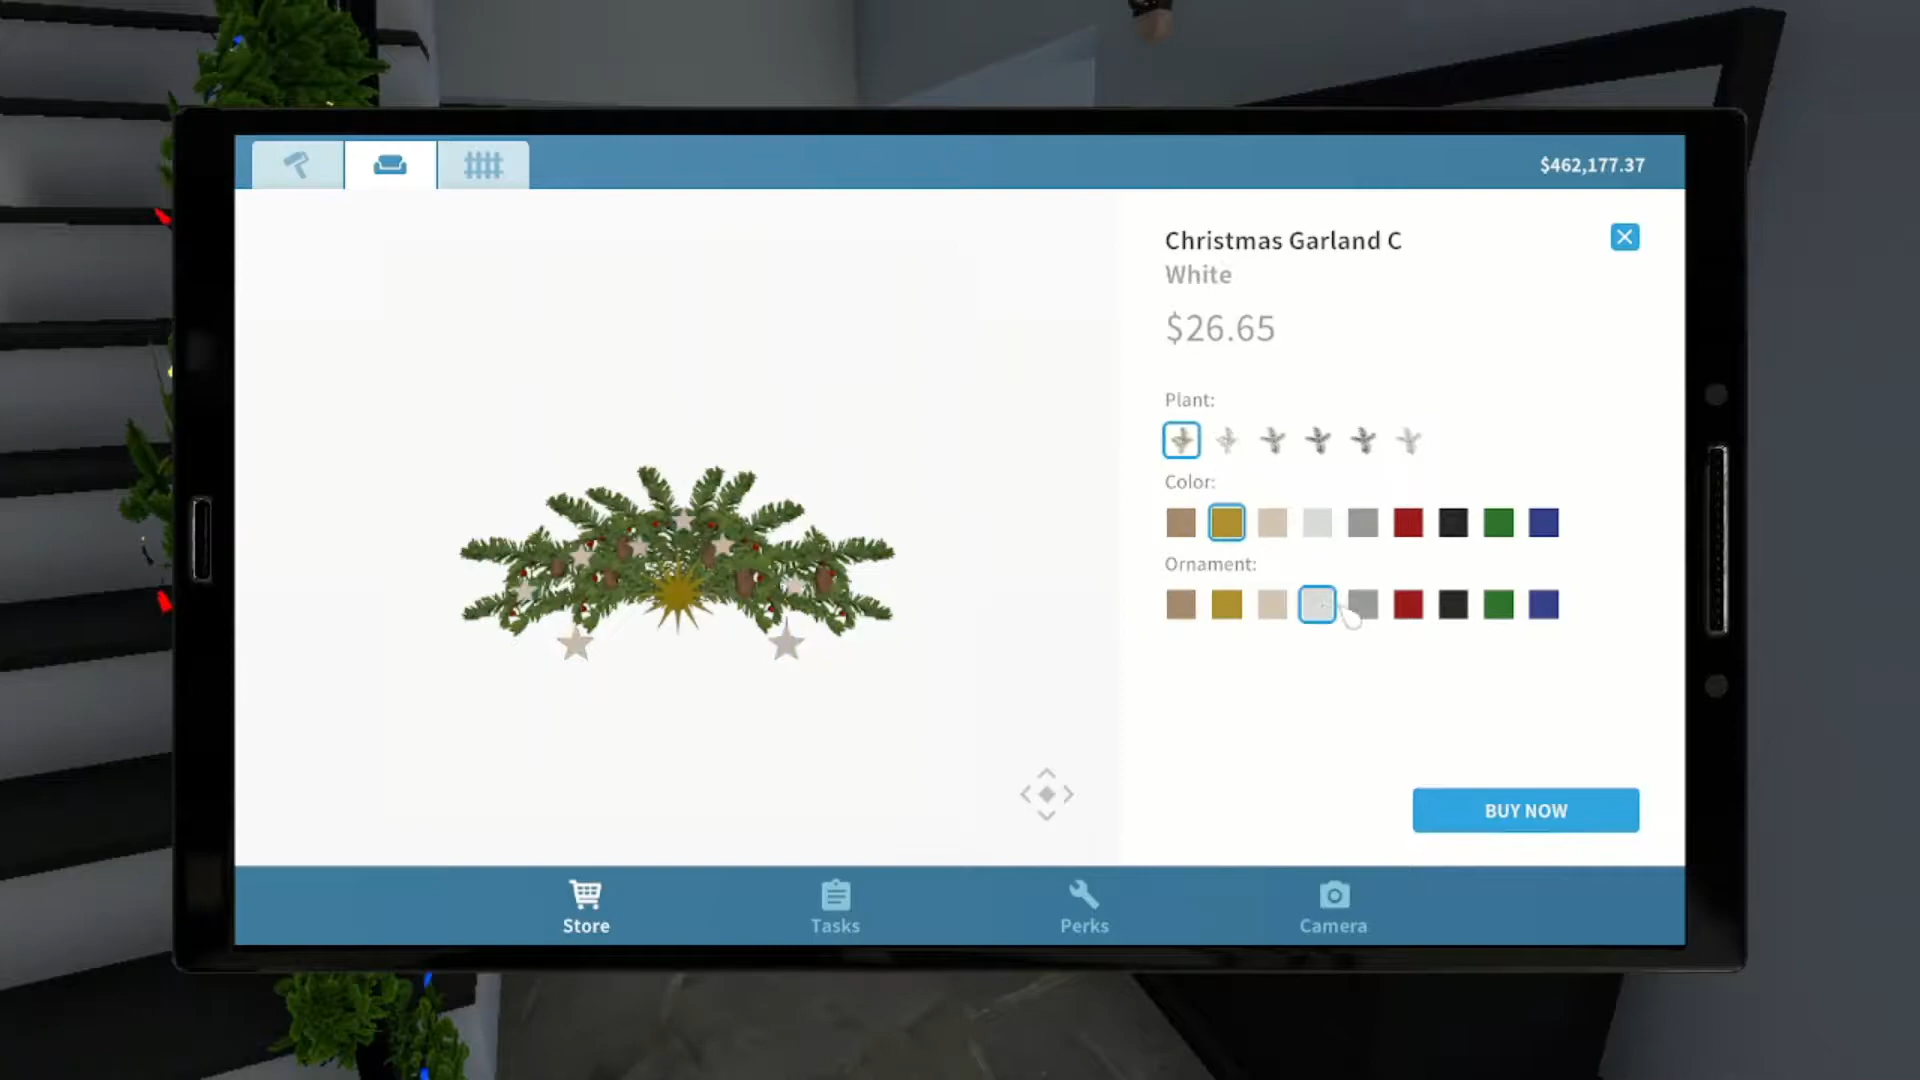 $462,177.37
Christmas Garland C
White
$26.65
Plant:
Color:
Ornament:
BUY NOW
Store
Tasks
Perks
Camera